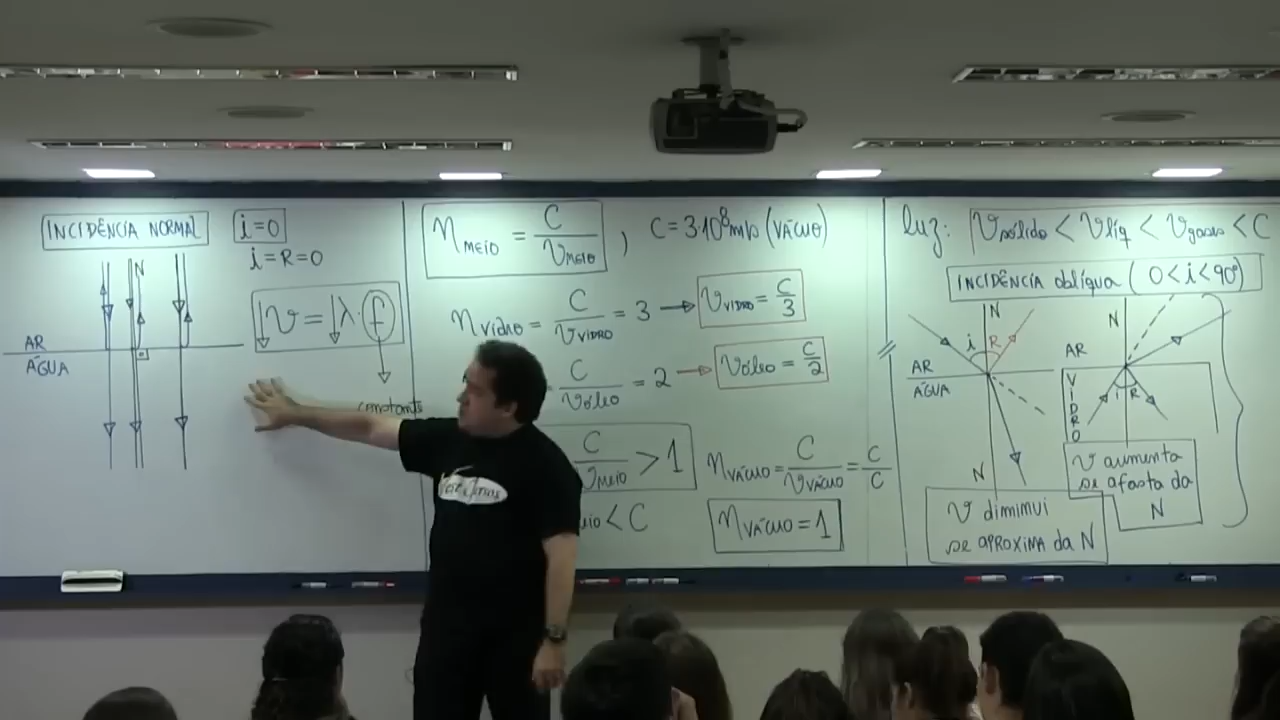 INCIDÊNCIA NORMAL
i=0
i=R=0
N
↓V=↓λ·f
AR
ÁGUA
constante
n MEIO = C / V MEIO , C=3·10⁸m/s (VÁCUO)
n vidro = C / V VIDRO = 3 → V VIDRO = C/3
C / V óleo = 2 → V óleo = C/2
C / V MEIO > 1
n VÁCUO = C / V VÁCUO = C/C
< C
n VÁCUO = 1
luz: V sólido < V líq < V gases < C
INCIDÊNCIA oblíqua (0<i<90º)
N
i
R
AR
ÁGUA
N
V diminui
se APROXIMA da N
N
AR
VIDRO
i
R
V aumenta
se afasta da
N